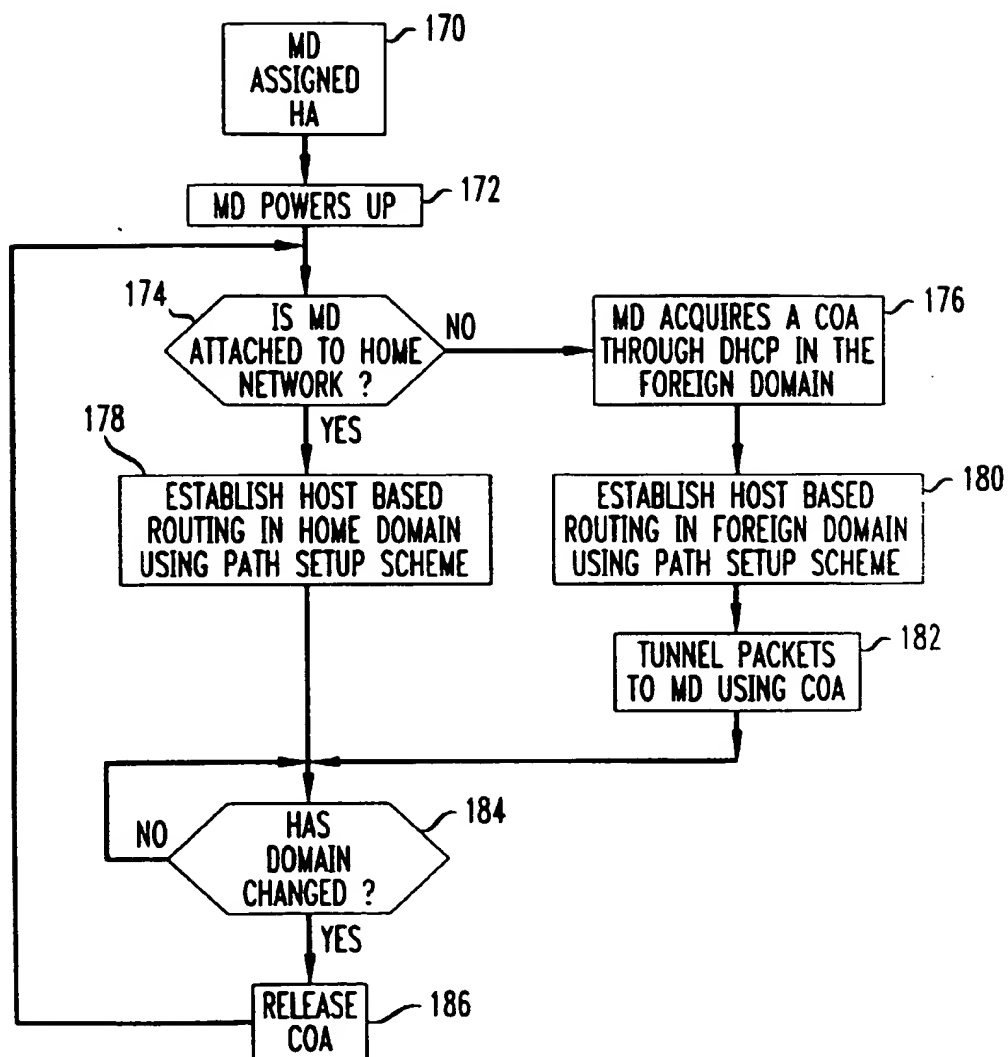 170
MD
ASSIGNED
HA
172
MD POWERS UP
174
IS MD
ATTACHED TO HOME
NETWORK ?
NO
YES
176
MD ACQUIRES A COA
THROUGH DHCP IN THE
FOREIGN DOMAIN
178
ESTABLISH HOST BASED
ROUTING IN HOME DOMAIN
USING PATH SETUP SCHEME
180
ESTABLISH HOST BASED
ROUTING IN FOREIGN DOMAIN
USING PATH SETUP SCHEME
182
TUNNEL PACKETS
TO MD USING COA
184
HAS
DOMAIN
CHANGED ?
NO
YES
RELEASE
COA
186